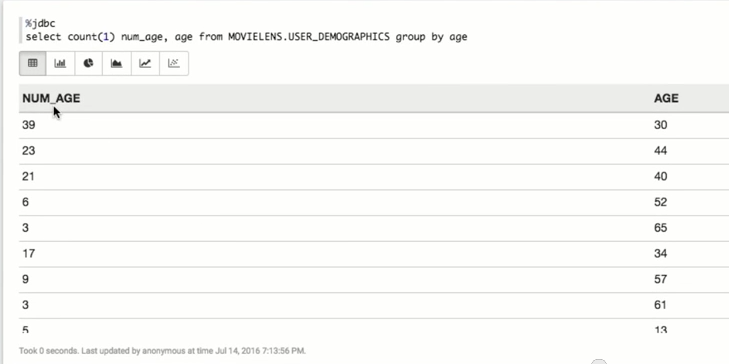 %jdbc
select count(1) num_age, age from MOVIELENS.USER_DEMOGRAPHICS group by age
NUM_AGE AGE
39 30
23 44
21 40
6 52
3 65
17 34
9 57
3 61
5 13
Took 0 seconds. Last updated by anonymous at time Jul 14, 2016 7:13:56 PM.